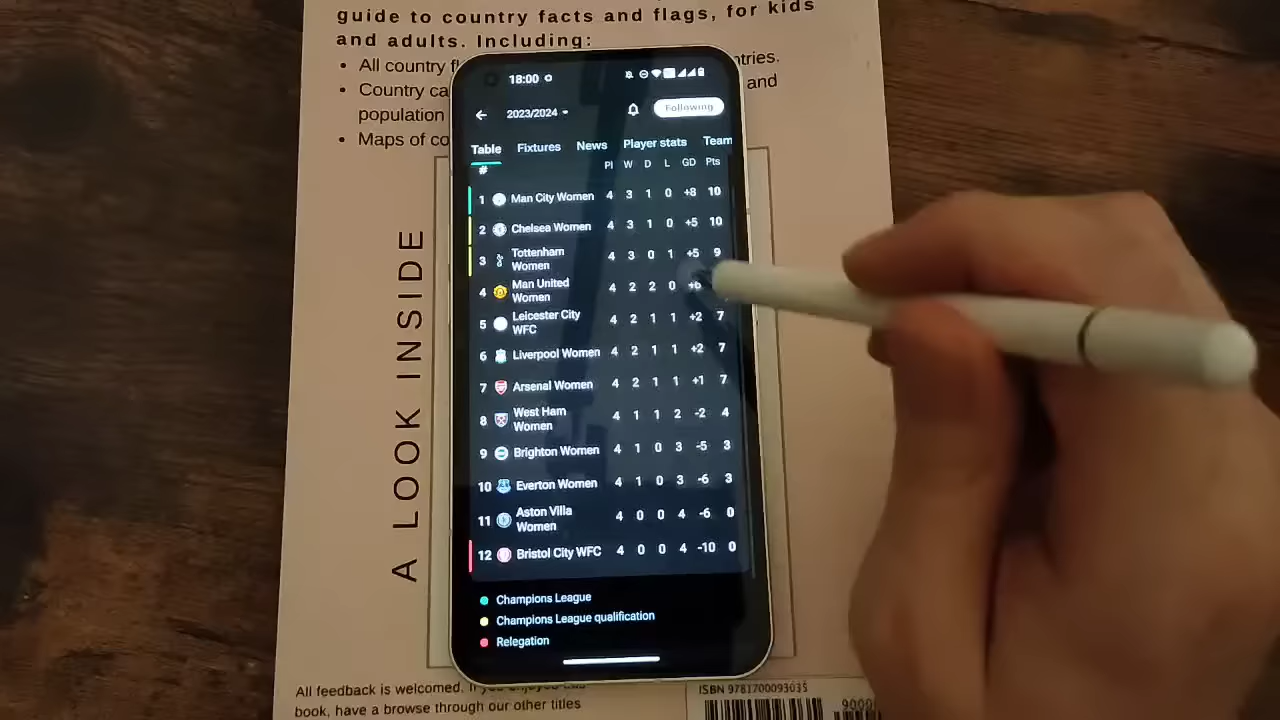 guide to country facts and flags, for kids
and adults. Including:
• All country fl ntries.
• Country ca and
population
• Maps of co
A LOOK INSIDE
18:00
2023/2024 Following
Table Fixtures News Player stats Team
# Pl W D L GD Pts
1 Man City Women 4 3 1 0 +8 10
2 Chelsea Women 4 3 1 0 +5 10
3 Tottenham Women 4 3 0 1 +5 9
4 Man United Women 4 2 2 0 +6
5 Leicester City WFC 4 2 1 1 +2 7
6 Liverpool Women 4 2 1 1 +2 7
7 Arsenal Women 4 2 1 1 +1 7
8 West Ham Women 4 1 1 2 -2 4
9 Brighton Women 4 1 0 3 -5 3
10 Everton Women 4 1 0 3 -6 3
11 Aston Villa Women 4 0 0 4 -6 0
12 Bristol City WFC 4 0 0 4 -10 0
Champions League
Champions League qualification
Relegation
All feedback is welcomed.
book, have a browse through our other titles
ISBN 9781700093035
9000